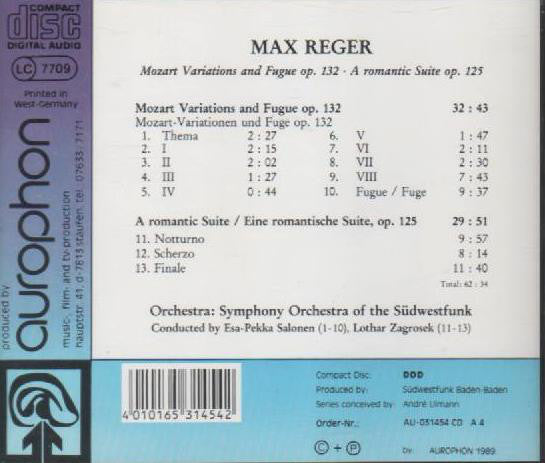 COMPACT
disc
DIGITAL AUDIO
LC 7709
Printed in
West-Germany
produced by
aurophon
music-, film- and tv-production
hauptstr. 41, d-7813 staufen, tel. 07633/7171
MAX REGER
Mozart Variations and Fugue op. 132 · A romantic Suite op. 125
Mozart Variations and Fugue op. 132 32 : 43
Mozart-Variationen und Fuge op. 132
1. Thema 2 : 27 6. V 1 : 47
2. I 2 : 15 7. VI 2 : 11
3. II 2 : 02 8. VII 2 : 30
4. III 1 : 27 9. VIII 7 : 43
5. IV 0 : 44 10. Fugue / Fuge 9 : 37
A romantic Suite / Eine romantische Suite, op. 125 29 : 51
11. Notturno 9 : 57
12. Scherzo 8 : 14
13. Finale 11 : 40
Total: 62 : 34
Orchestra: Symphony Orchestra of the Südwestfunk
Conducted by Esa-Pekka Salonen (1-10), Lothar Zagrosek (11-13)
4 010165 314542
Compact Disc: DDD
Produced by: Südwestfunk Baden-Baden
Series conceived by: André Ulmann
Order-Nr.: AU-031454 CD A 4
C + P by: AUROPHON 1989